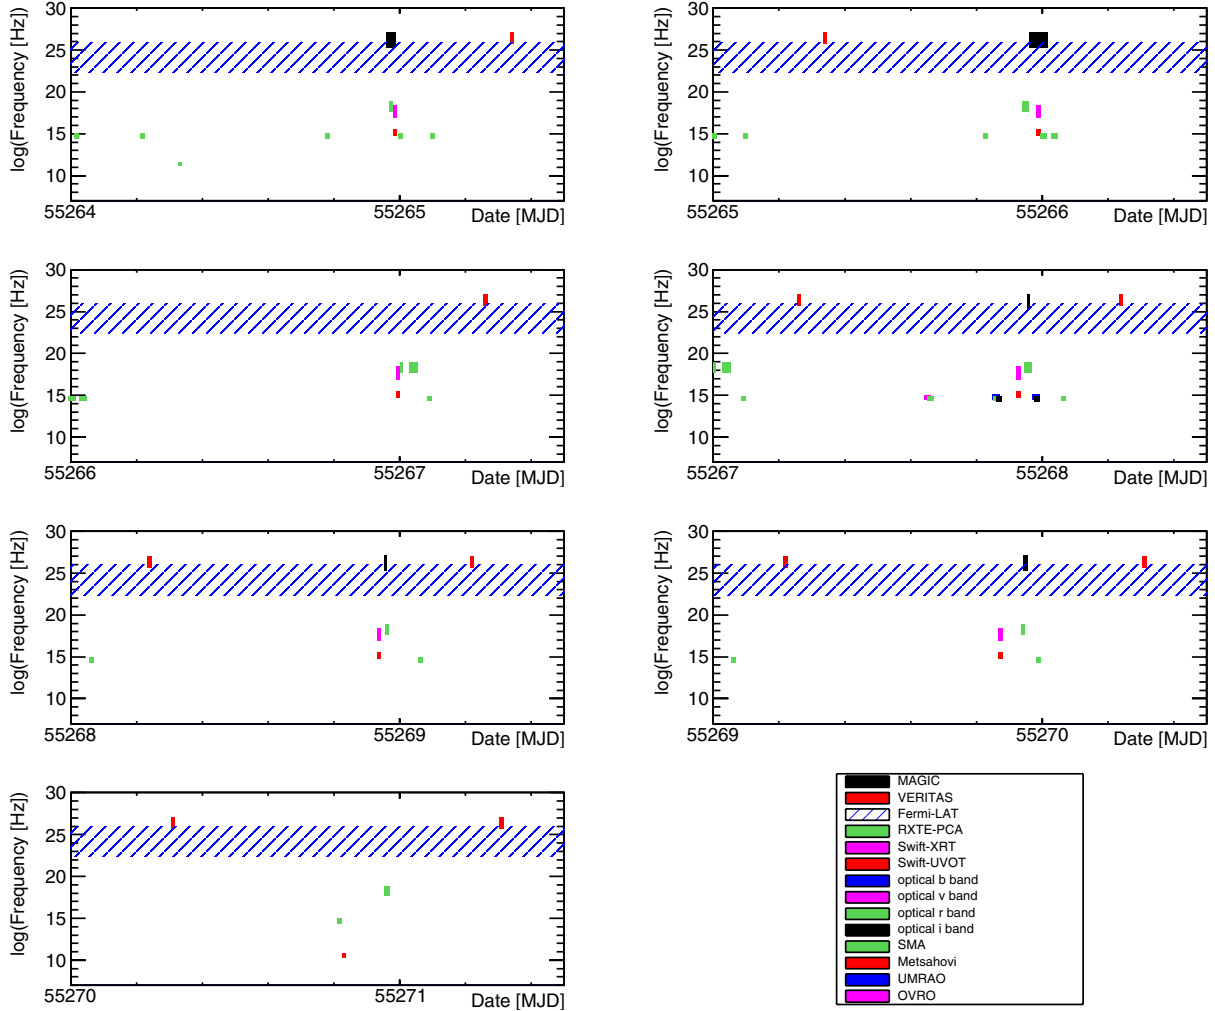 log(Frequency [Hz])
30
25
20
15
10
55264
55265
Date [MJD]
log(Frequency [Hz])
30
25
20
15
10
55265
55266
Date [MJD]
log(Frequency [Hz])
30
25
20
15
10
55266
55267
Date [MJD]
log(Frequency [Hz])
30
25
20
15
10
55267
55268
Date [MJD]
log(Frequency [Hz])
30
25
20
15
10
55268
55269
Date [MJD]
log(Frequency [Hz])
30
25
20
15
10
55269
55270
Date [MJD]
log(Frequency [Hz])
30
25
20
15
10
55270
55271
Date [MJD]
MAGIC
VERITAS
Fermi-LAT
RXTE-PCA
Swift-XRT
Swift-UVOT
optical b band
optical v band
optical r band
optical i band
SMA
Metsahovi
UMRAO
OVRO